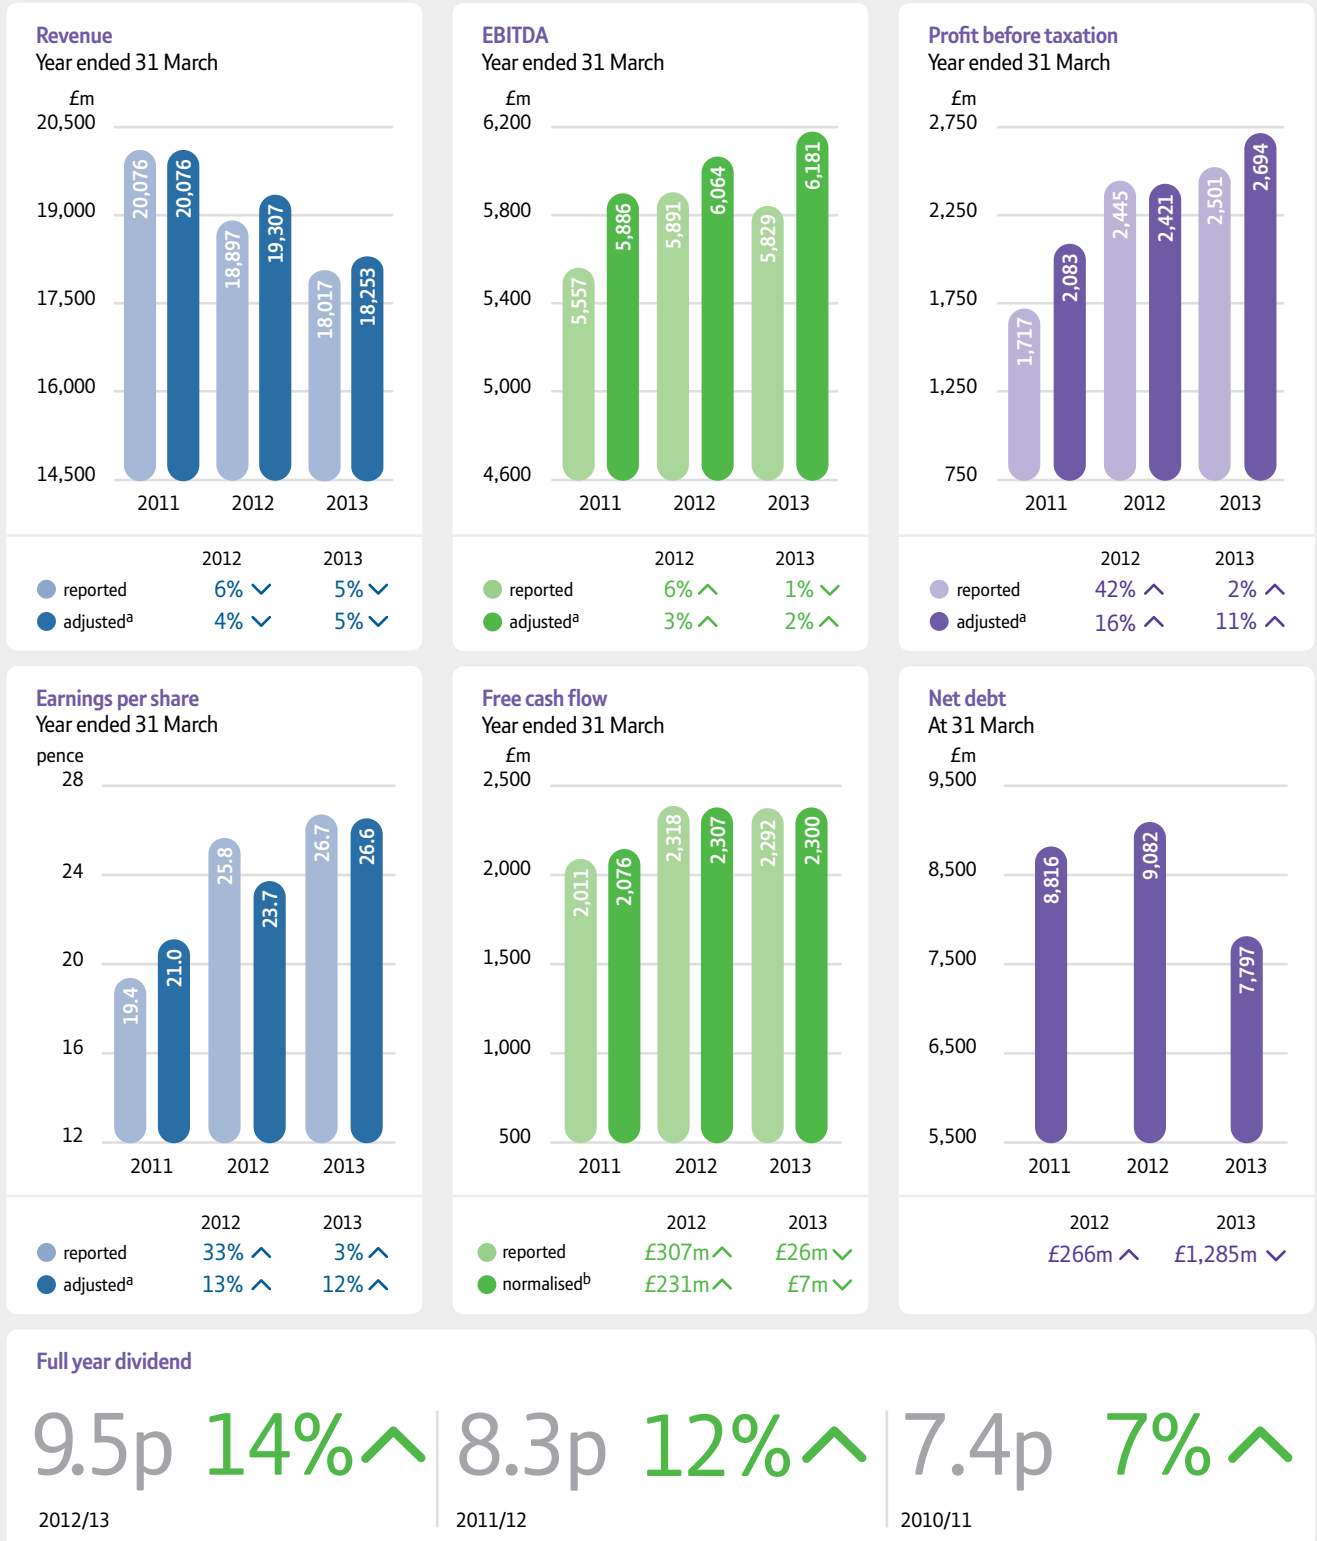 Revenue
Year ended 31 March
£m
20,500
19,000
17,500
16,000
14,500
20,076
20,076
18,897
19,307
18,017
18,253
2011 2012 2013
2012 2013
reported 6% 5%
adjustedᵃ 4% 5%
EBITDA
Year ended 31 March
£m
6,200
5,800
5,400
5,000
4,600
5,557
5,886
5,891
6,064
5,829
6,181
2011 2012 2013
2012 2013
reported 6% 1%
adjustedᵃ 3% 2%
Profit before taxation
Year ended 31 March
£m
2,750
2,250
1,750
1,250
750
1,717
2,083
2,445
2,421
2,501
2,694
2011 2012 2013
2012 2013
reported 42% 2%
adjustedᵃ 16% 11%
Earnings per share
Year ended 31 March
pence
28
24
20
16
12
19.4
21.0
25.8
23.7
26.7
26.6
2011 2012 2013
2012 2013
reported 33% 3%
adjustedᵃ 13% 12%
Free cash flow
Year ended 31 March
£m
2,500
2,000
1,500
1,000
500
2,011
2,076
2,318
2,307
2,292
2,300
2011 2012 2013
2012 2013
reported £307m £26m
normalisedᵇ £231m £7m
Net debt
At 31 March
£m
9,500
8,500
7,500
6,500
5,500
8,816
9,082
7,797
2011 2012 2013
2012 2013
£266m £1,285m
Full year dividend
9.5p 14%
2012/13
8.3p 12%
2011/12
7.4p 7%
2010/11